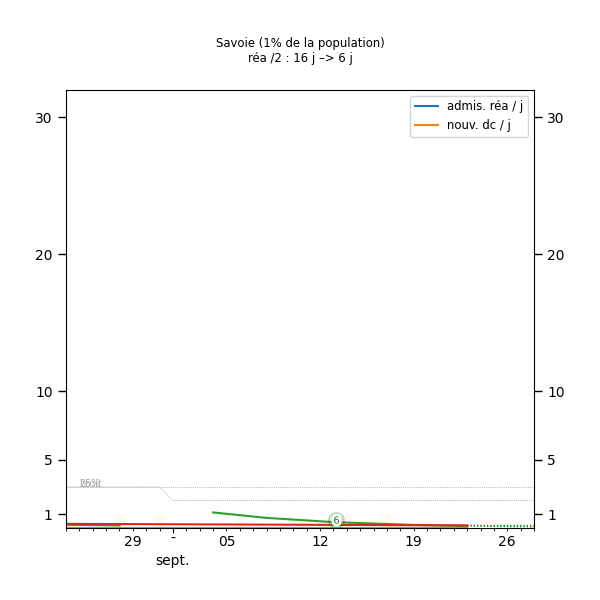 Savoie (1% de la population)
réa /2 : 16 j –> 6 j
admis. réa / j
nouv. dc / j
30 30
20 20
10 10
5 5
1 1
6
29 - 05 12 19 26
sept.